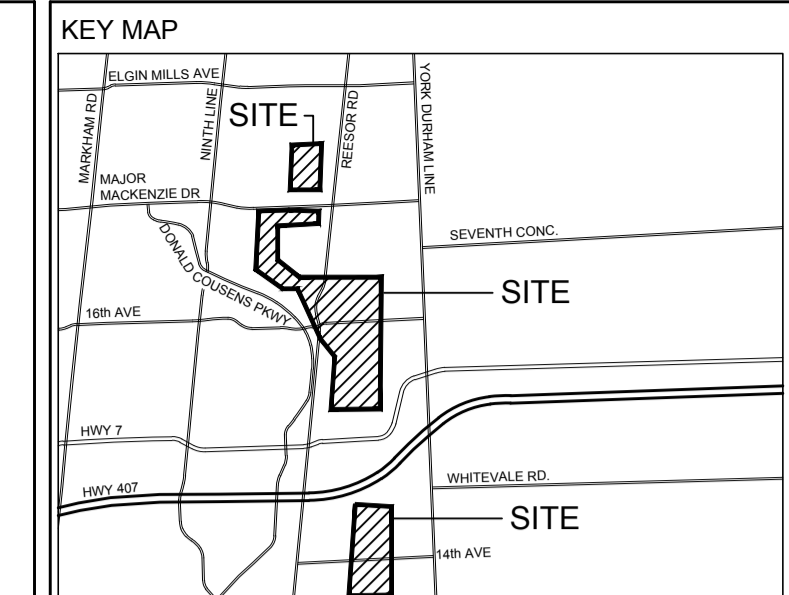 KEY MAP
ELGIN MILLS AVE
MARKHAM RD
NINTH LINE
SITE
REESOR RD
YORK DURHAM LINE
MAJOR
MACKENZIE DR
SEVENTH CONC.
DONALD COUSENS PKWY
SITE
16th AVE
HWY 7
HWY 407
WHITEVALE RD.
SITE
14th AVE